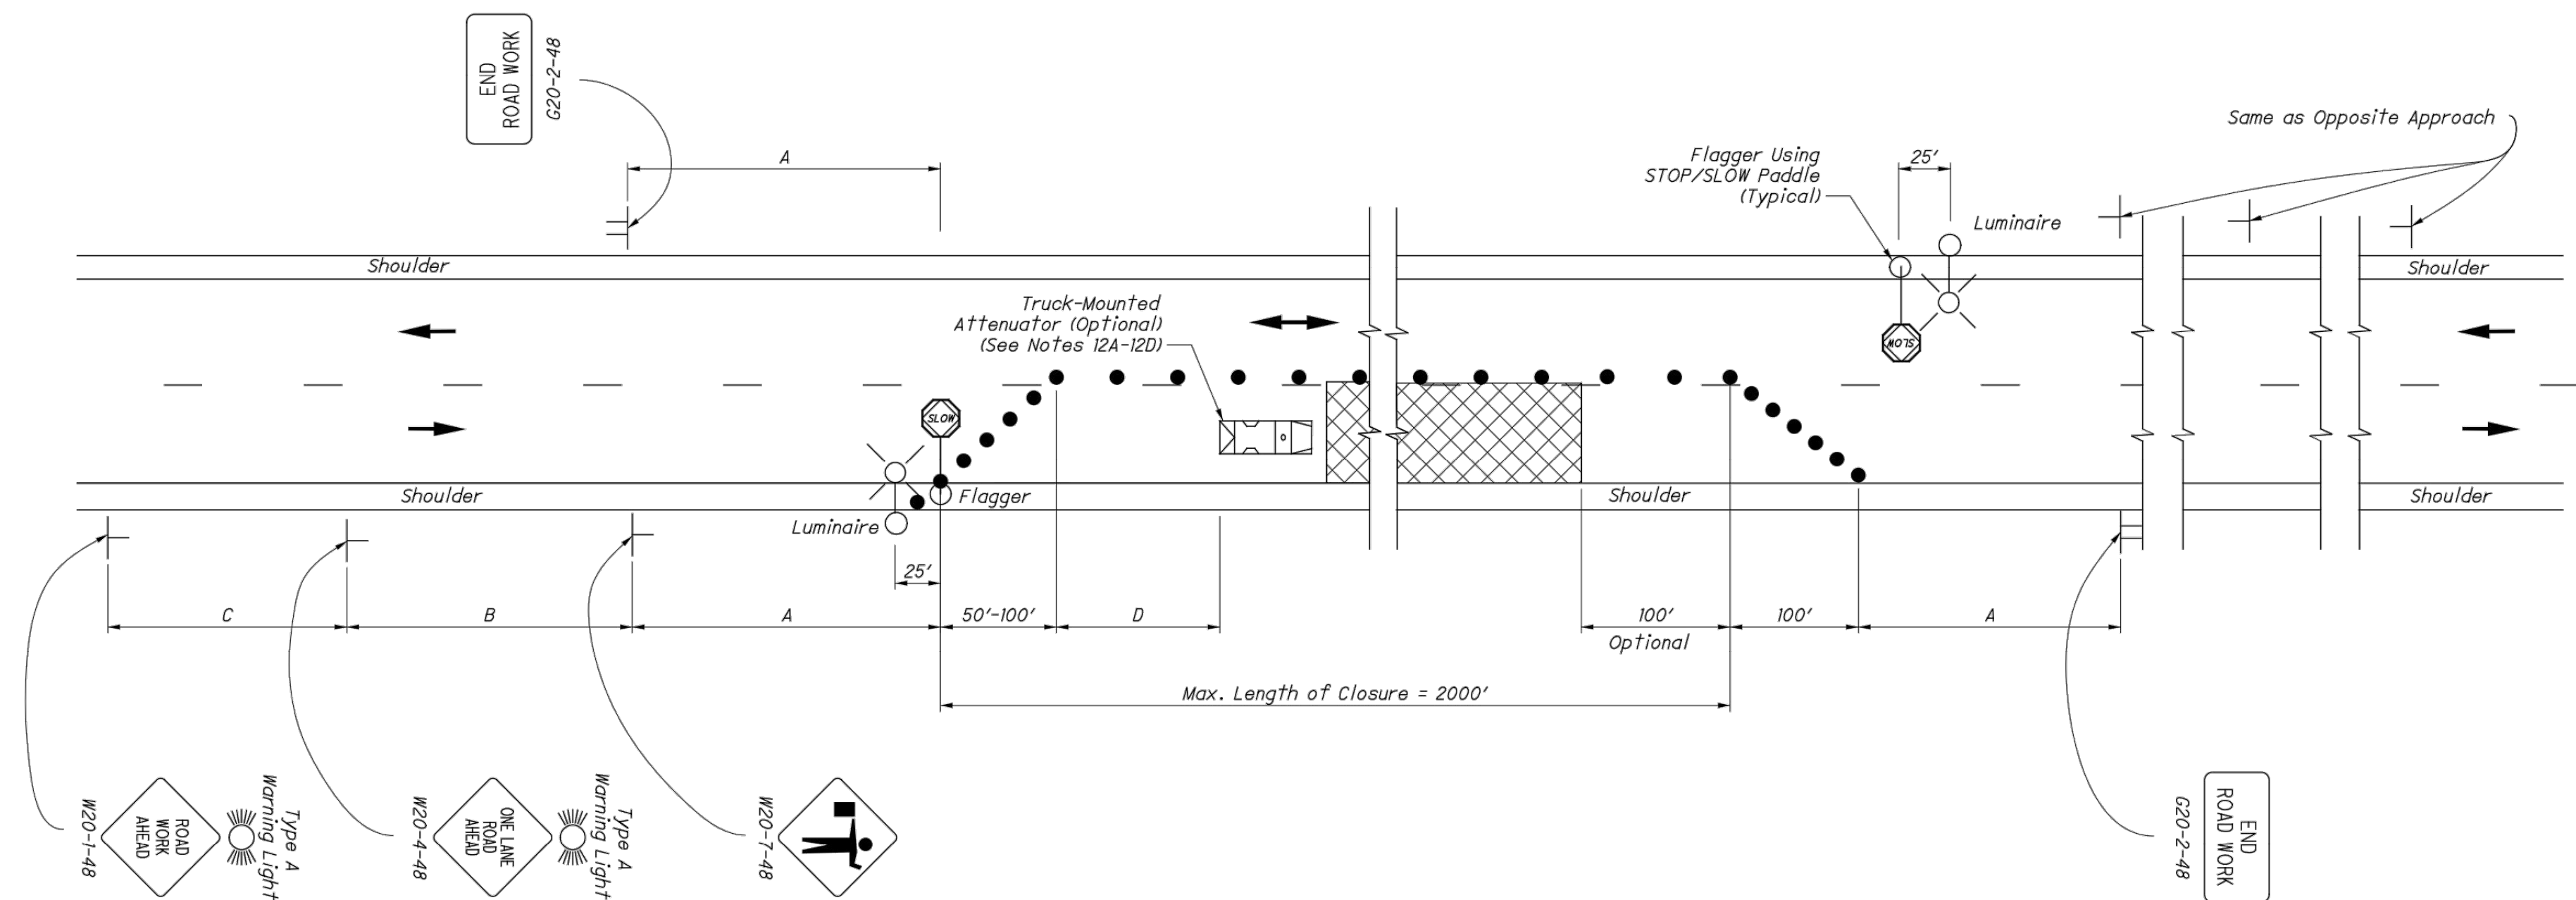 END
ROAD WORK
G20-2-48
A
Same as Opposite Approach
Flagger Using
STOP/SLOW Paddle
(Typical)
25'
Luminaire
Shoulder
Shoulder
Truck-Mounted
Attenuator (Optional)
(See Notes 12A-12D)
SLOW
SLOW
Shoulder
Flagger
Shoulder
Shoulder
Luminaire
25'
C
B
A
50'-100'
D
100'
Optional
100'
A
Max. Length of Closure = 2000'
W20-1-48
ROAD
WORK
AHEAD
Type A
Warning Light
W20-4-48
ONE LANE
ROAD
AHEAD
Type A
Warning Light
W20-7-48
G20-2-48
END
ROAD WORK